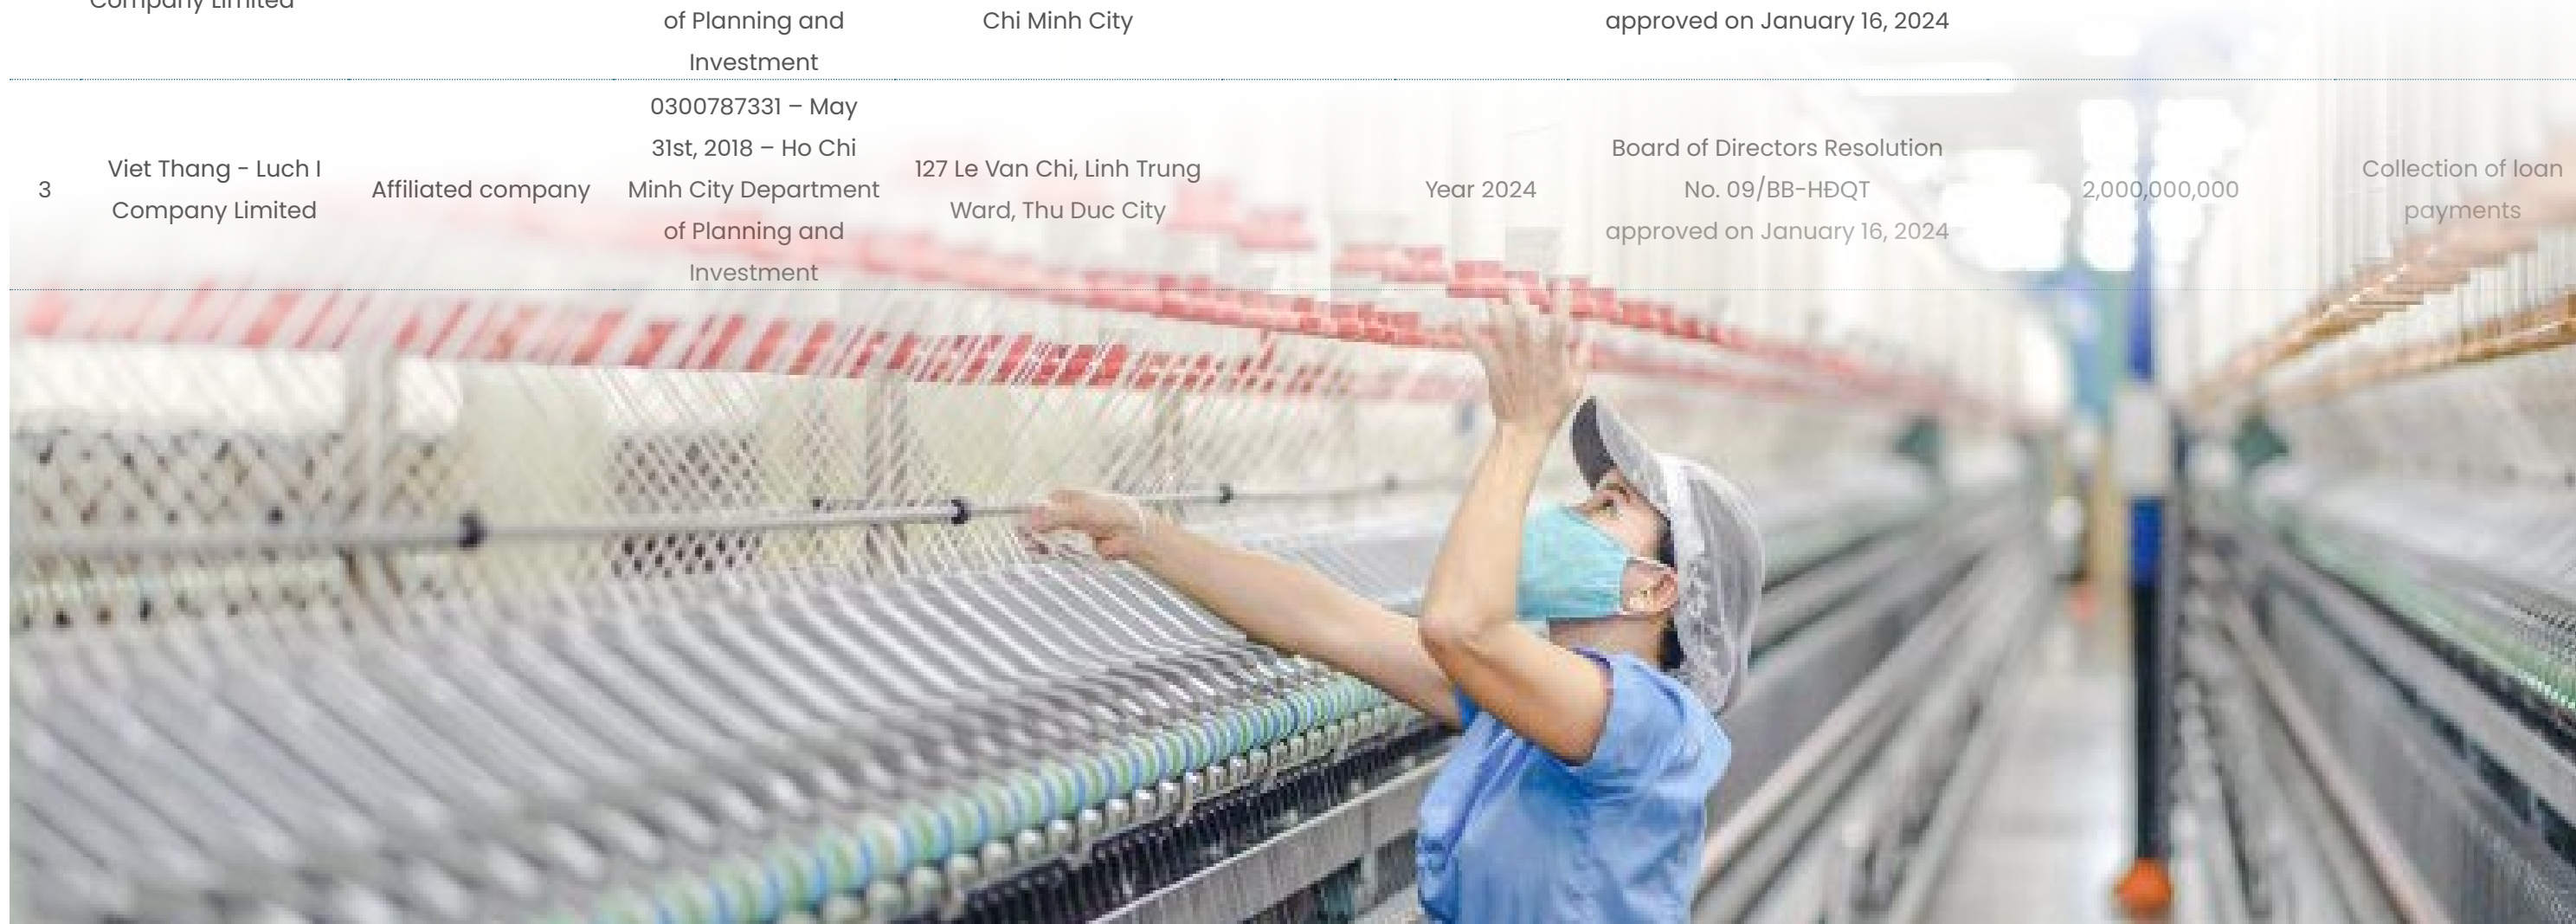 Company Limited
of Planning and
Investment
Chi Minh City
approved on January 16, 2024
3
Viet Thang - Luch I
Company Limited
Affiliated company
0300787331 – May
31st, 2018 – Ho Chi
Minh City Department
of Planning and
Investment
127 Le Van Chi, Linh Trung
Ward, Thu Duc City
Year 2024
Board of Directors Resolution
No. 09/BB-HĐQT
approved on January 16, 2024
2,000,000,000
Collection of loan
payments